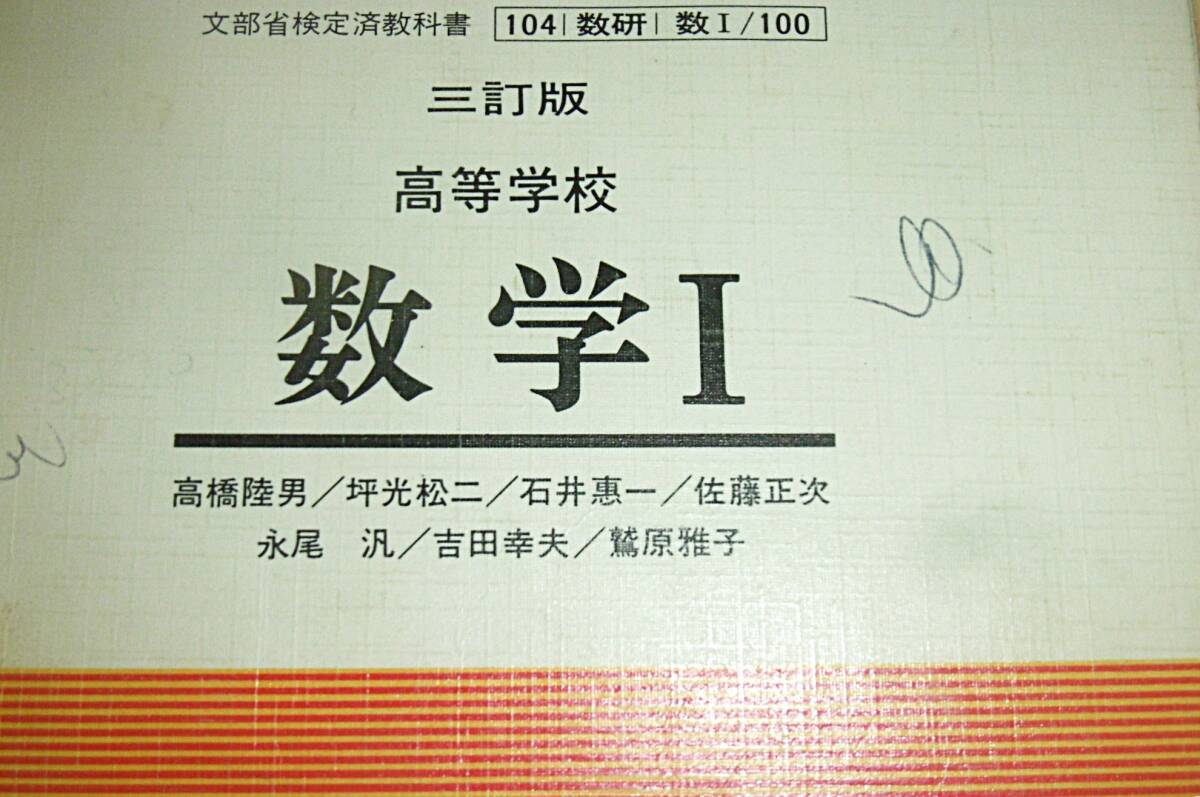 文部省検定済教科書 104|数研|数I/100
三訂版
高等学校
数学I
高橋陸男／坪光松二／石井惠一／佐藤正次
永尾 汎／吉田幸夫／鷲原雅子